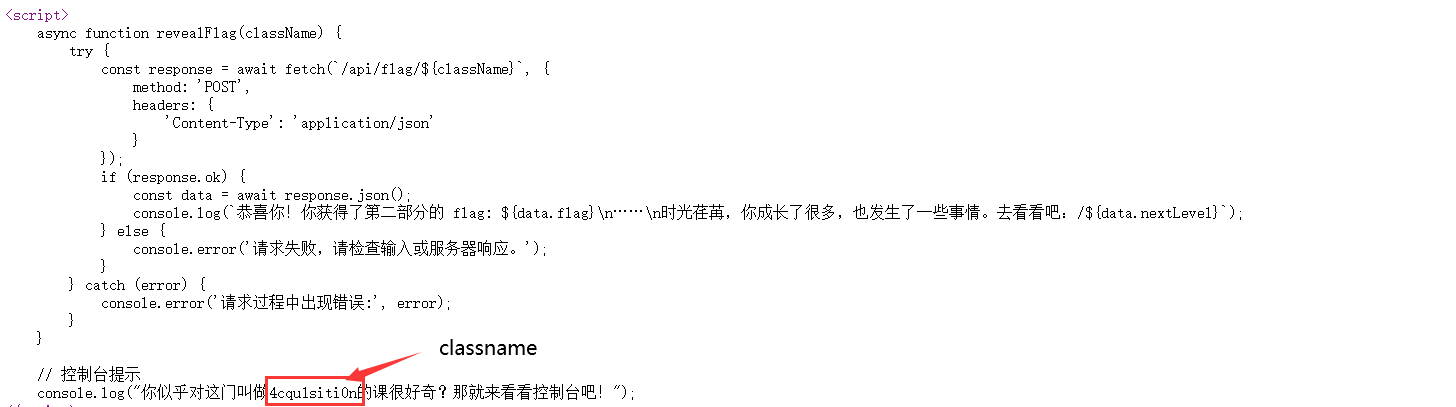 <script>
async function revealFlag(className) {
try {
const response = await fetch(`/api/flag/${className}`, {
method: 'POST',
headers: {
'Content-Type': 'application/json'
}
});
if (response.ok) {
const data = await response.json();
console.log(`恭喜你！你获得了第二部分的 flag: ${data.flag}\n……\n时光荏苒，你成长了很多，也发生了一些事情。去看看吧：/${data.nextLevel}`);
} else {
console.error('请求失败，请检查输入或服务器响应。');
}
} catch (error) {
console.error('请求过程中出现错误:', error);
}
}
classname
// 控制台提示
console.log("你似乎对这门叫做4cqu1siti0n的课很好奇？那就来看看控制台吧！");